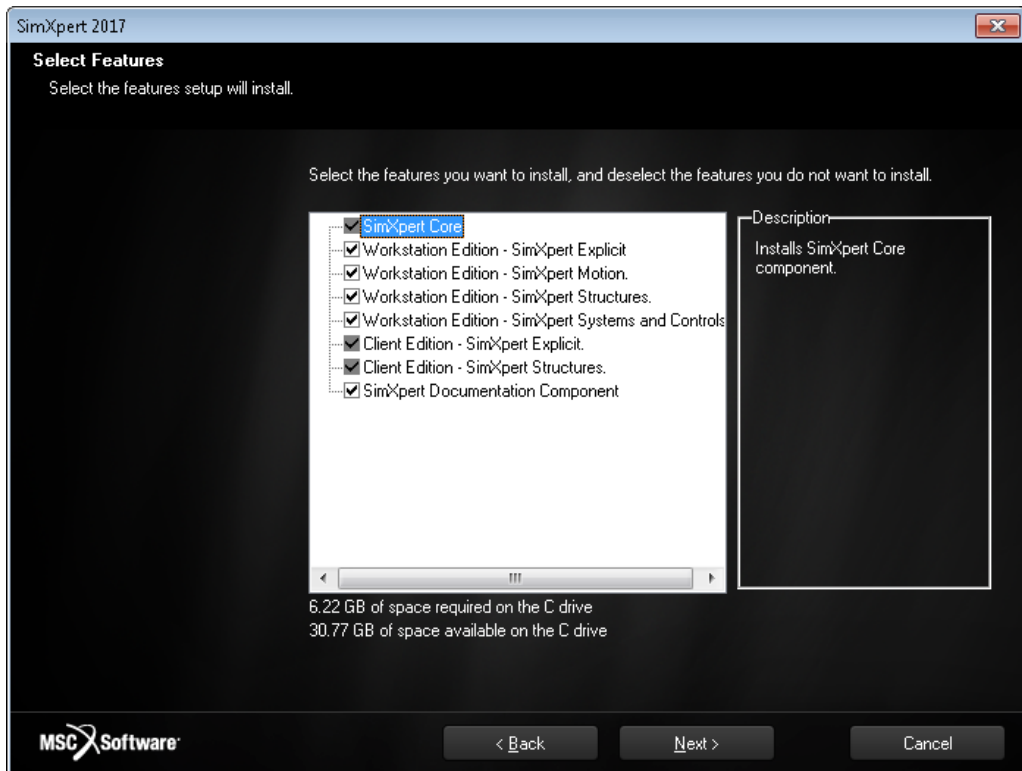 SimXpert 2017
Select Features
Select the features setup will install.
Select the features you want to install, and deselect the features you do not want to install.
SimXpert Core
Workstation Edition - SimXpert Explicit
Workstation Edition - SimXpert Motion.
Workstation Edition - SimXpert Structures.
Workstation Edition - SimXpert Systems and Controls
Client Edition - SimXpert Explicit.
Client Edition - SimXpert Structures.
SimXpert Documentation Component
Description
Installs SimXpert Core
component.
6.22 GB of space required on the C drive
30.77 GB of space available on the C drive
MSC Software
< Back
Next >
Cancel